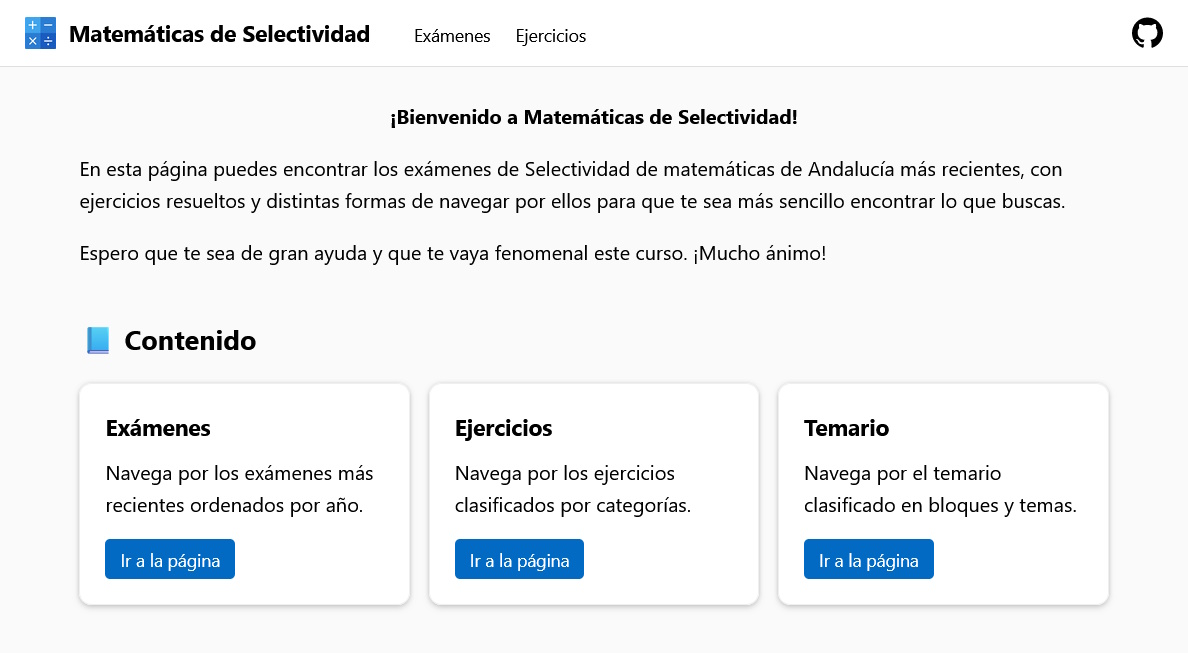 Matemáticas de Selectividad Exámenes Ejercicios
¡Bienvenido a Matemáticas de Selectividad!
En esta página puedes encontrar los exámenes de Selectividad de matemáticas de Andalucía más recientes, con
ejercicios resueltos y distintas formas de navegar por ellos para que te sea más sencillo encontrar lo que buscas.
Espero que te sea de gran ayuda y que te vaya fenomenal este curso. ¡Mucho ánimo!
Contenido
Exámenes
Navega por los exámenes más
recientes ordenados por año.
Ir a la página
Ejercicios
Navega por los ejercicios
clasificados por categorías.
Ir a la página
Temario
Navega por el temario
clasificado en bloques y temas.
Ir a la página